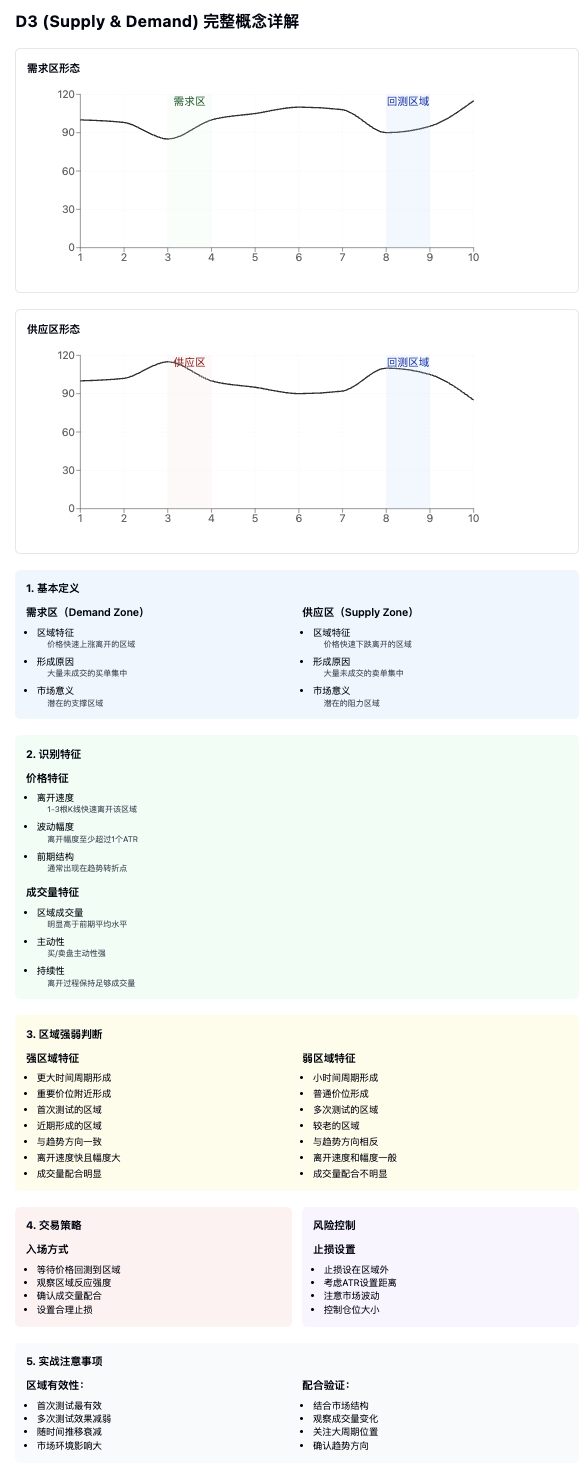 D3 (Supply & Demand) 完整概念详解
需求区形态
需求区
回测区域
120
90
60
30
0
1 2 3 4 5 6 7 8 9 10
供应区形态
供应区
回测区域
120
90
60
30
0
1 2 3 4 5 6 7 8 9 10
1. 基本定义
需求区（Demand Zone）
区域特征
价格快速上涨离开的区域
形成原因
大量未成交的买单集中
市场意义
潜在的支撑区域
供应区（Supply Zone）
区域特征
价格快速下跌离开的区域
形成原因
大量未成交的卖单集中
市场意义
潜在的阻力区域
2. 识别特征
价格特征
离开速度
1-3根K线快速离开该区域
波动幅度
离开幅度至少超过1个ATR
前期结构
通常出现在趋势转折点
成交量特征
区域成交量
明显高于前期平均水平
主动性
买/卖盘主动性强
持续性
离开过程保持足够成交量
3. 区域强弱判断
强区域特征
更大时间周期形成
重要价位附近形成
首次测试的区域
近期形成的区域
与趋势方向一致
离开速度快且幅度大
成交量配合明显
弱区域特征
小时间周期形成
普通价位形成
多次测试的区域
较老的区域
与趋势方向相反
离开速度和幅度一般
成交量配合不明显
4. 交易策略
入场方式
等待价格回测到区域
观察区域反应强度
确认成交量配合
设置合理止损
风险控制
止损设置
止损设在区域外
考虑ATR设置距离
注意市场波动
控制仓位大小
5. 实战注意事项
区域有效性：
首次测试最有效
多次测试效果减弱
随时间推移衰减
市场环境影响大
配合验证：
结合市场结构
观察成交量变化
关注大周期位置
确认趋势方向